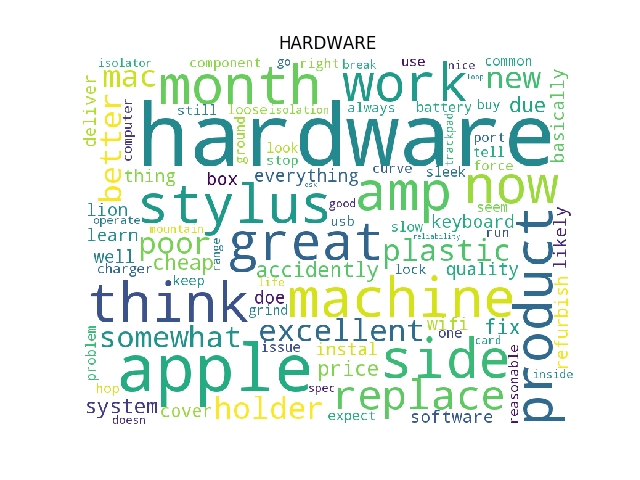 HARDWARE
isolator
component
go
right
break
use
nice
common
mac
month
work
loop
new
deliver
better
computer
still
loose
isolation
always
battery
buy
due
basically
hardware
ground
look
stop
trackpad
port
tell
thing
box
everything
curve
sleek
force
ask
stylus
good
amp
now
lion
operate
mountain
usb
slow
keyboard
seem
run
likely
learn
poor
great
reliability
plastic
product
well
cheap
range
charger
accidently
lock
quality
keep
life
think
doe
grind
machine
refurbish
somewhat
excellent
wifi
one
fix
card
problem
issue
instal
side
reasonable
inside
apple
price
hop
spec
replace
system
cover
holder
expect
software
doesn